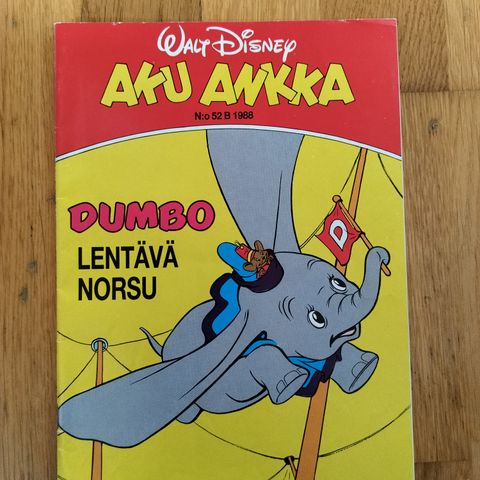 WALT DISNEY
AKU ANKKA
N:o 52 B 1988
DUMBO
LENTÄVÄ
NORSU
D